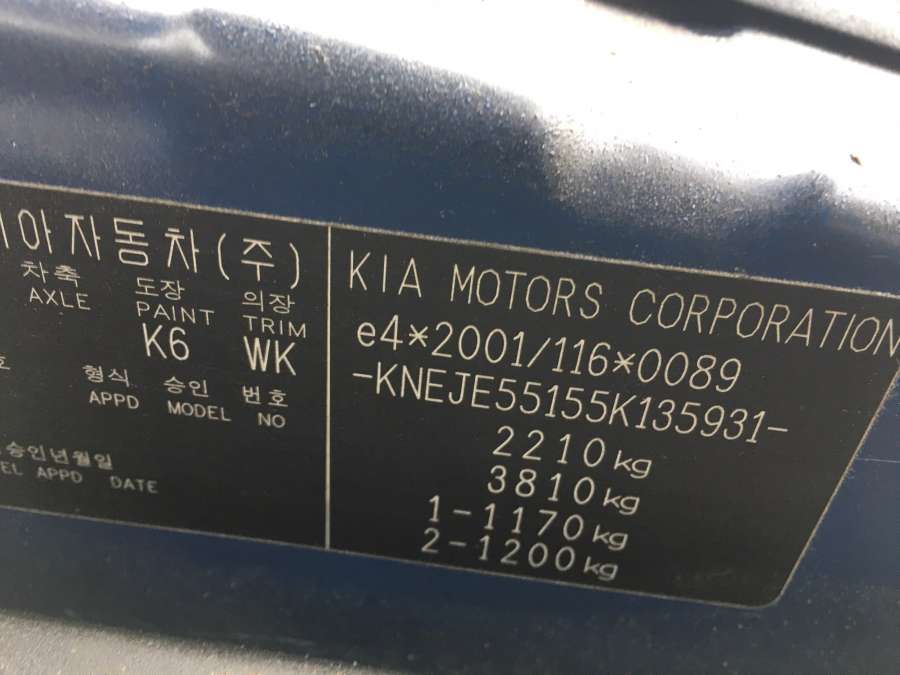 아자동차(주)
차축 도장 의장
AXLE PAINT TRIM
K6 WK
형식 승인 번호
APPD MODEL NO
승인년월일
APPD DATE
KIA MOTORS CORPORATION
e4*2001/116*0089
-KNEJE55155K135931-
2210kg
3810kg
1-1170kg
2-1200kg